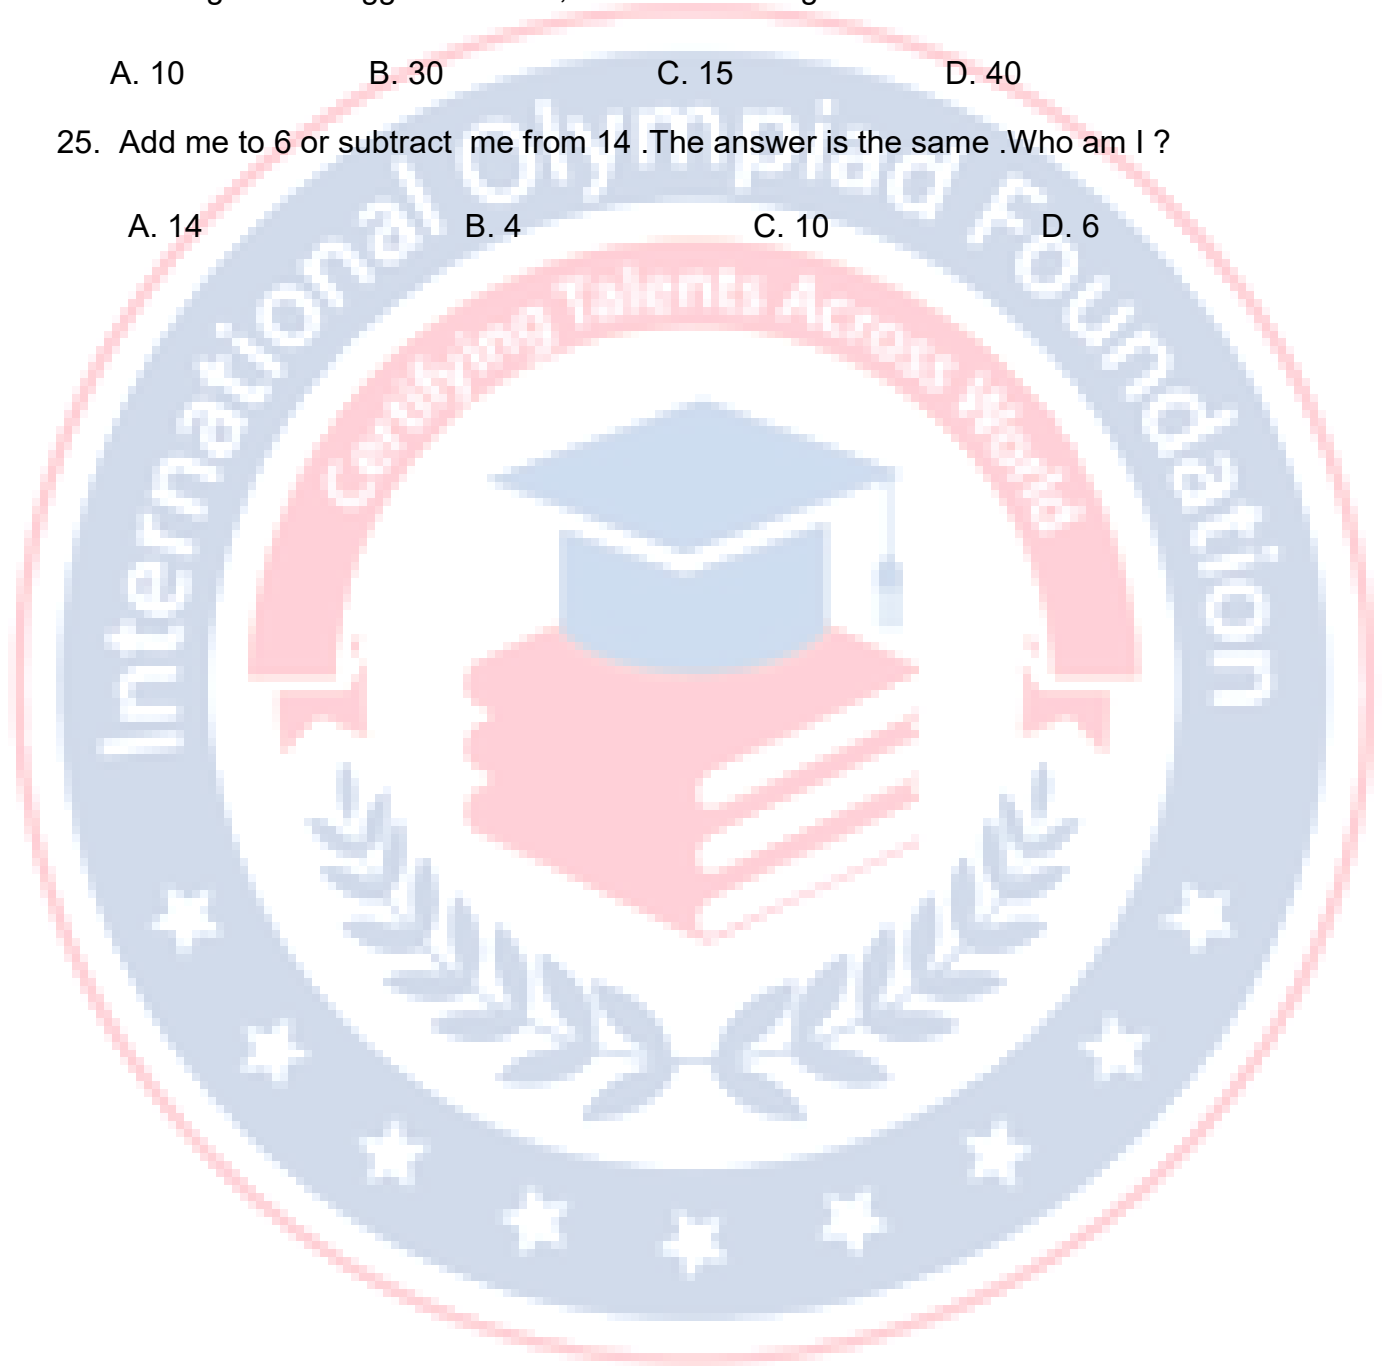 A. 10 B. 30 C. 15 D. 40
25. Add me to 6 or subtract me from 14 .The answer is the same .Who am I ?
A. 14 B. 4 C. 10 D. 6
International Olympiad Foundation
Certifying Talents Across World